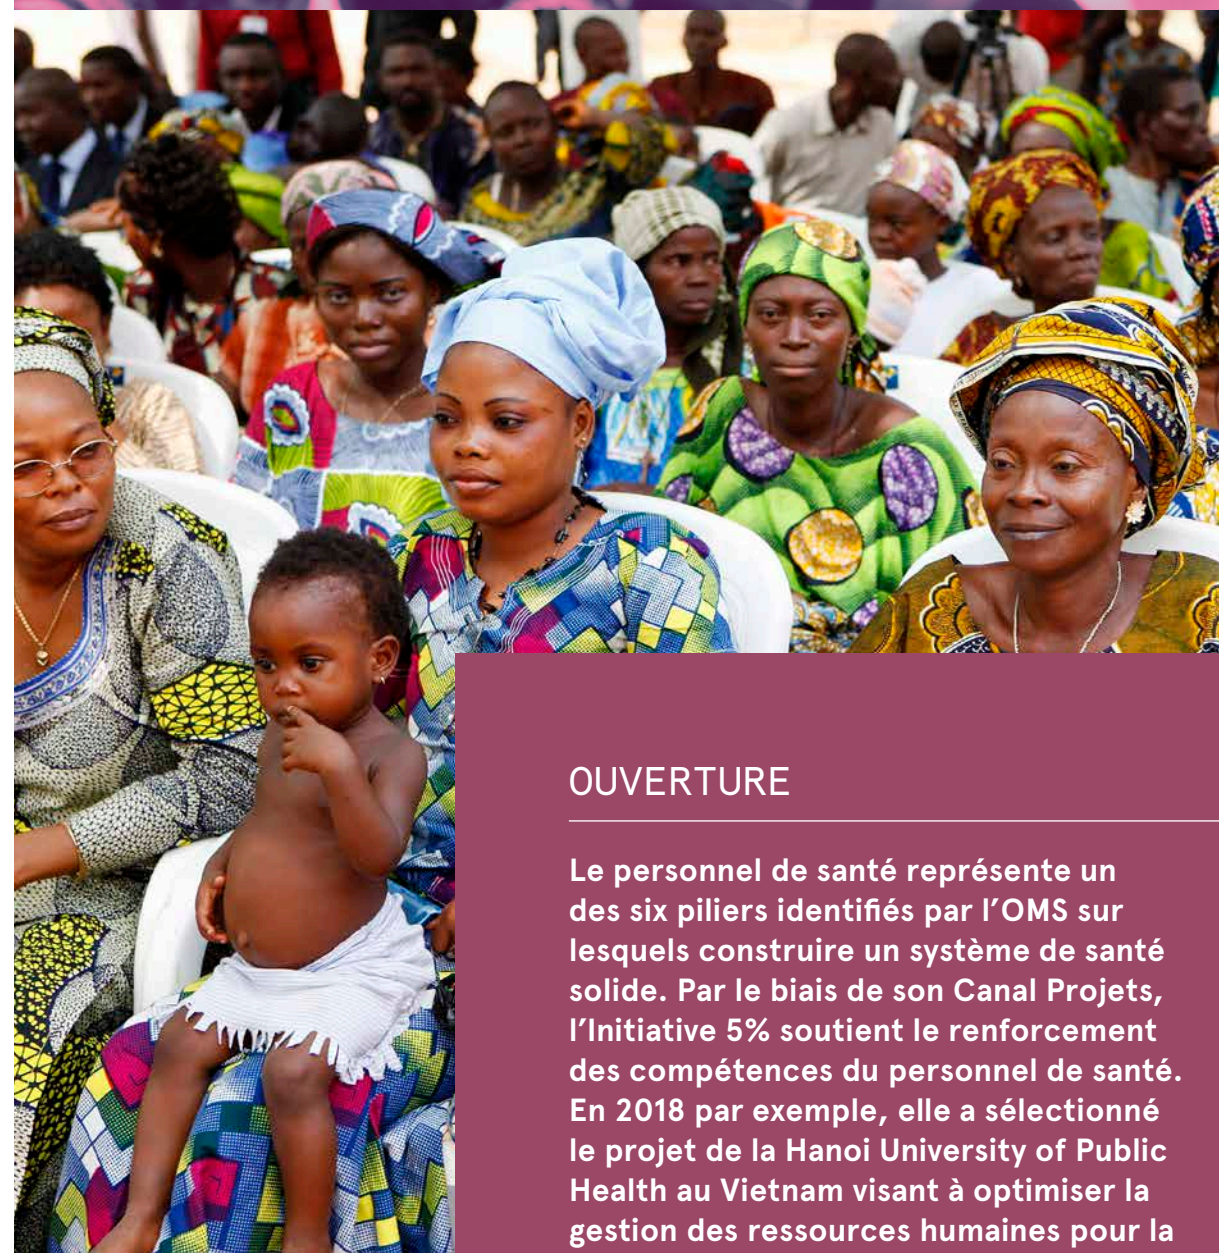 OUVERTURE
Le personnel de santé représente un
des six piliers identifiés par l’OMS sur
lesquels construire un système de santé
solide. Par le biais de son Canal Projets,
l’Initiative 5% soutient le renforcement
des compétences du personnel de santé.
En 2018 par exemple, elle a sélectionné
le projet de la Hanoi University of Public
Health au Vietnam visant à optimiser la
gestion des ressources humaines pour la